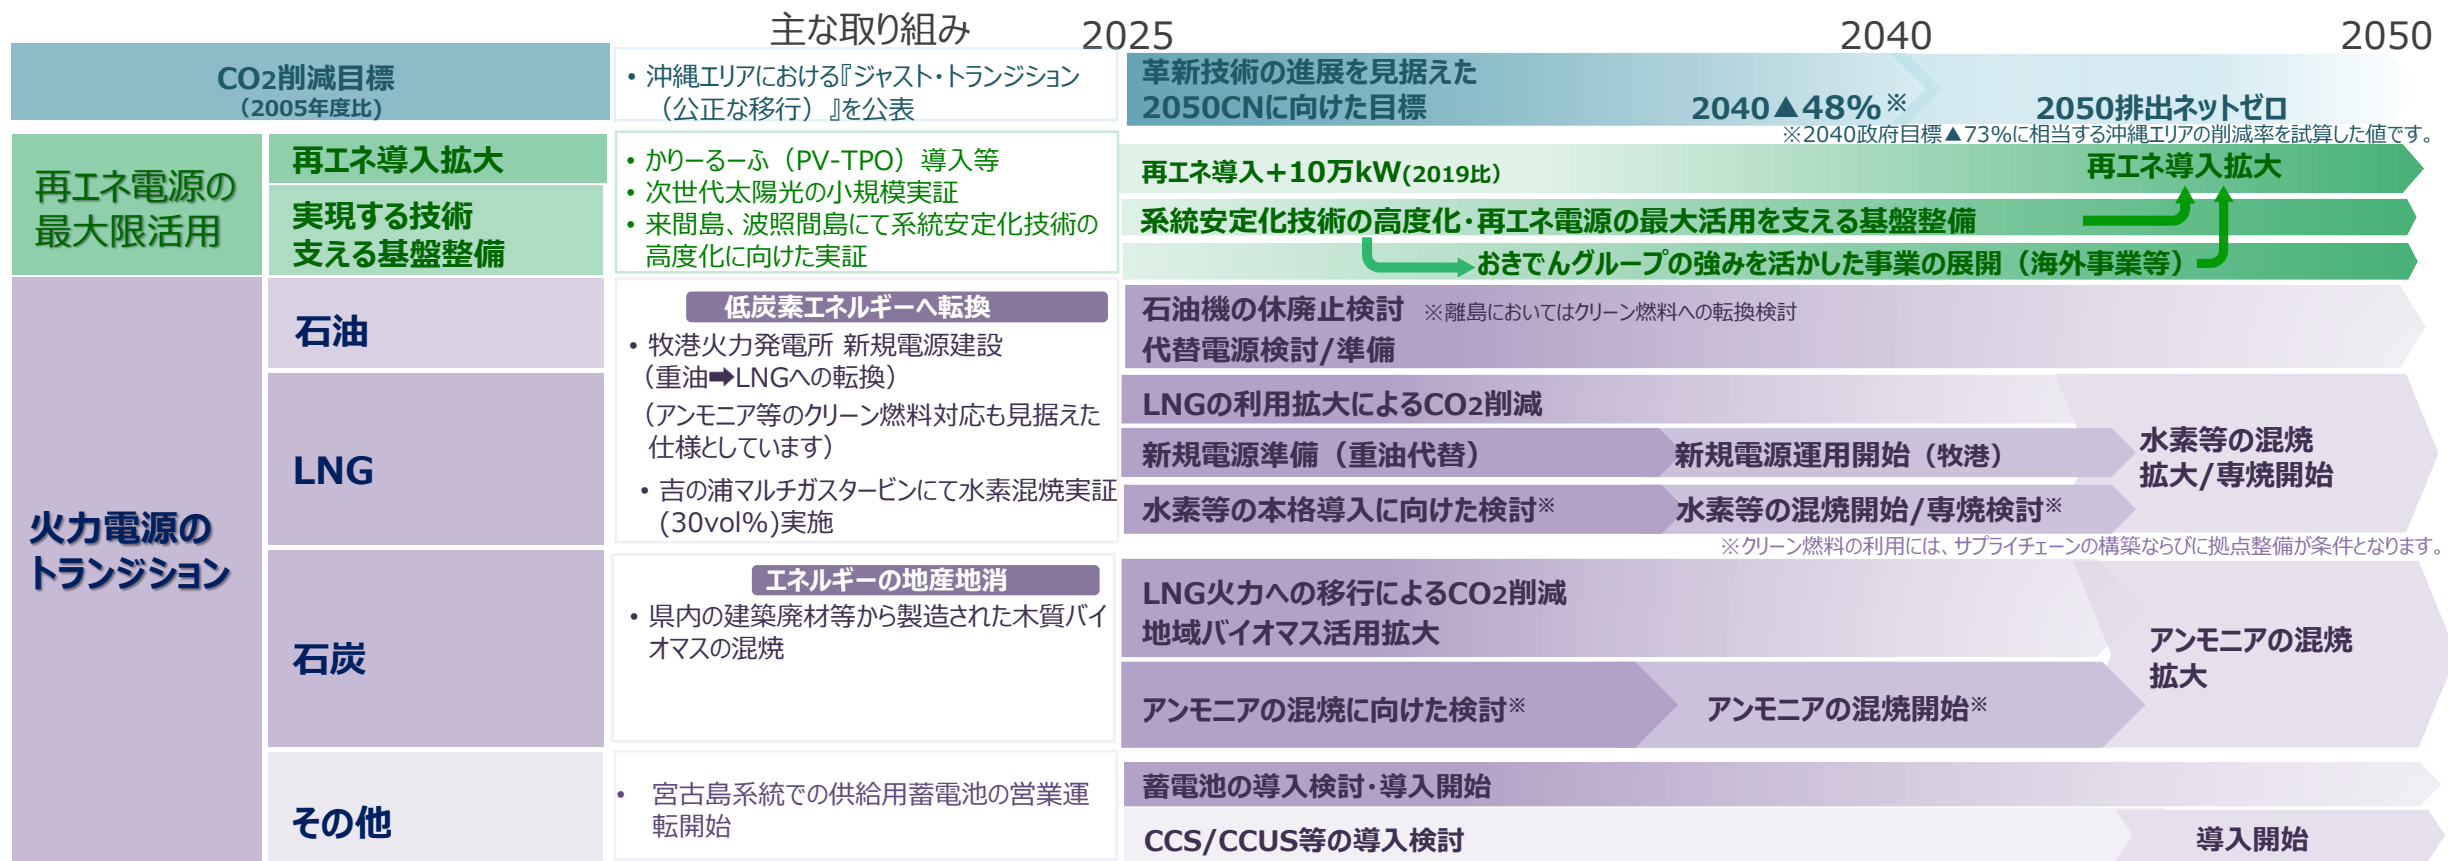 主な取り組み
2025
2040
2050
CO2削減目標
（2005年度比)
• 沖縄エリアにおける『ジャスト・トランジション
（公正な移行）』を公表
革新技術の進展を見据えた
2050CNに向けた目標
2040▲48%※
2050排出ネットゼロ
※2040政府目標▲73%に相当する沖縄エリアの削減率を試算した値です。
再エネ電源の
最大限活用
再エネ導入拡大
実現する技術
支える基盤整備
• かりーるーふ（PV-TPO）導入等
• 次世代太陽光の小規模実証
• 来間島、波照間島にて系統安定化技術の
高度化に向けた実証
再エネ導入+10万kW(2019比)
再エネ導入拡大
系統安定化技術の高度化･再エネ電源の最大活用を支える基盤整備
おきでんグループの強みを活かした事業の展開（海外事業等）
火力電源の
トランジション
石油
低炭素エネルギーへ転換
• 牧港火力発電所 新規電源建設
（重油➡LNGへの転換）
（アンモニア等のクリーン燃料対応も見据えた
仕様としています）
• 吉の浦マルチガスタービンにて水素混焼実証
(30vol%)実施
石油機の休廃止検討 ※離島においてはクリーン燃料への転換検討
代替電源検討/準備
LNG
LNGの利用拡大によるCO2削減
新規電源準備（重油代替）
新規電源運用開始（牧港）
水素等の本格導入に向けた検討※
水素等の混焼開始/専焼検討※
水素等の混焼
拡大/専焼開始
※クリーン燃料の利用には、サプライチェーンの構築ならびに拠点整備が条件となります。
石炭
エネルギーの地産地消
• 県内の建築廃材等から製造された木質バイ
オマスの混焼
LNG火力への移行によるCO2削減
地域バイオマス活用拡大
アンモニアの混焼に向けた検討※
アンモニアの混焼開始※
アンモニアの混焼
拡大
その他
• 宮古島系統での供給用蓄電池の営業運
転開始
蓄電池の導入検討･導入開始
CCS/CCUS等の導入検討
導入開始